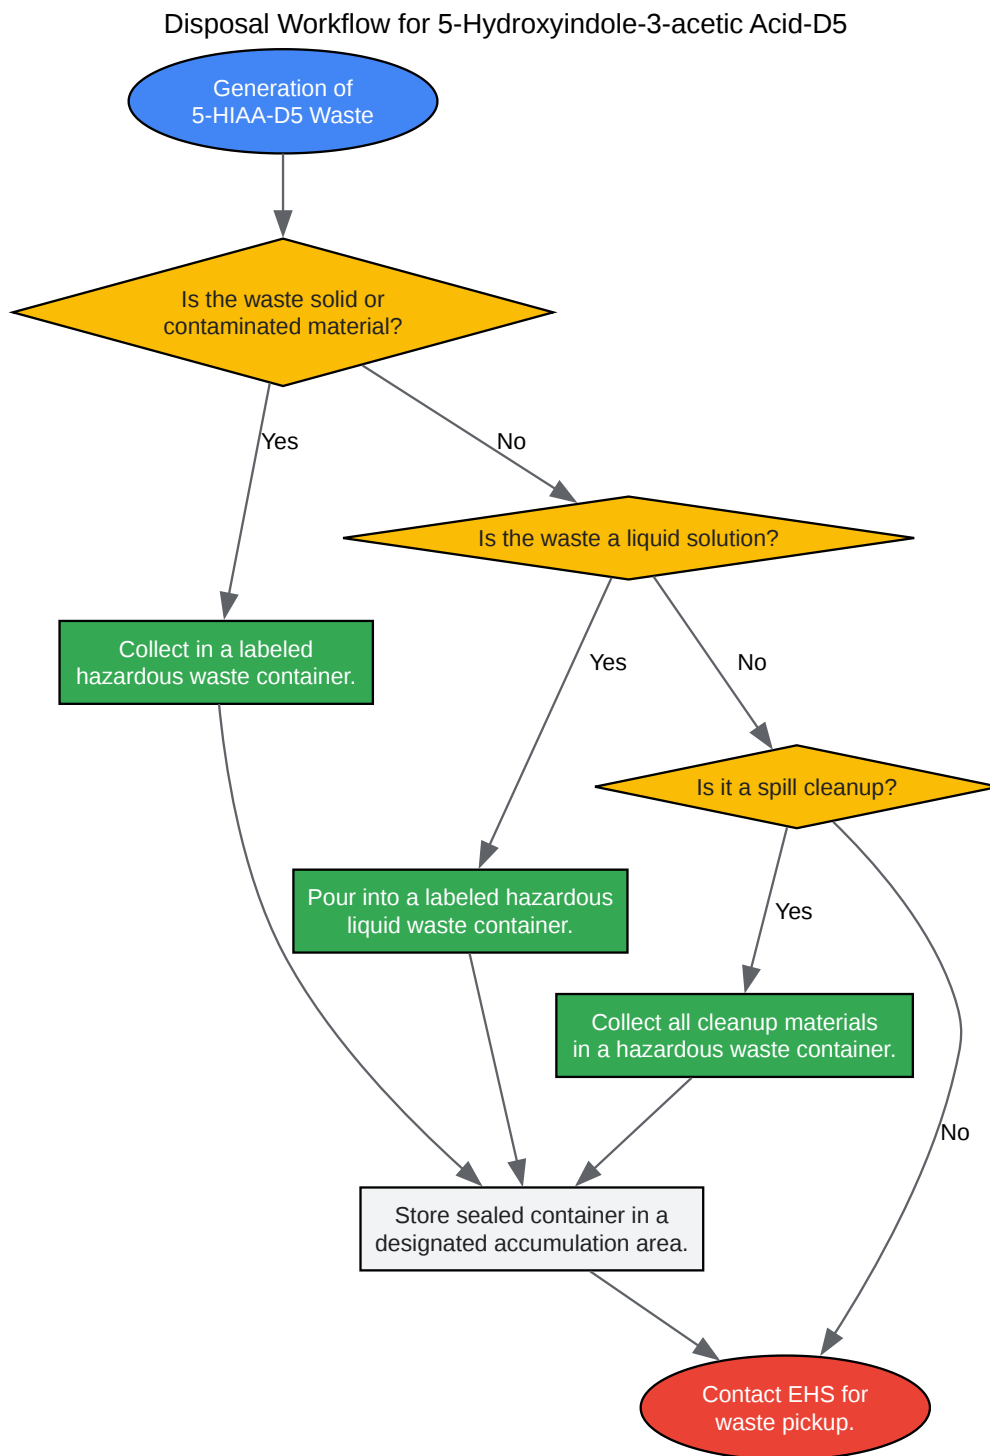 Disposal Workflow for 5-Hydroxyindole-3-acetic Acid-D5
Generation of
5-HIAA-D5 Waste
Is the waste solid or
contaminated material?
Yes
No
Is the waste a liquid solution?
Collect in a labeled
hazardous waste container.
Yes
No
Is it a spill cleanup?
Pour into a labeled hazardous
liquid waste container.
Yes
Collect all cleanup materials
in a hazardous waste container.
No
Store sealed container in a
designated accumulation area.
Contact EHS for
waste pickup.